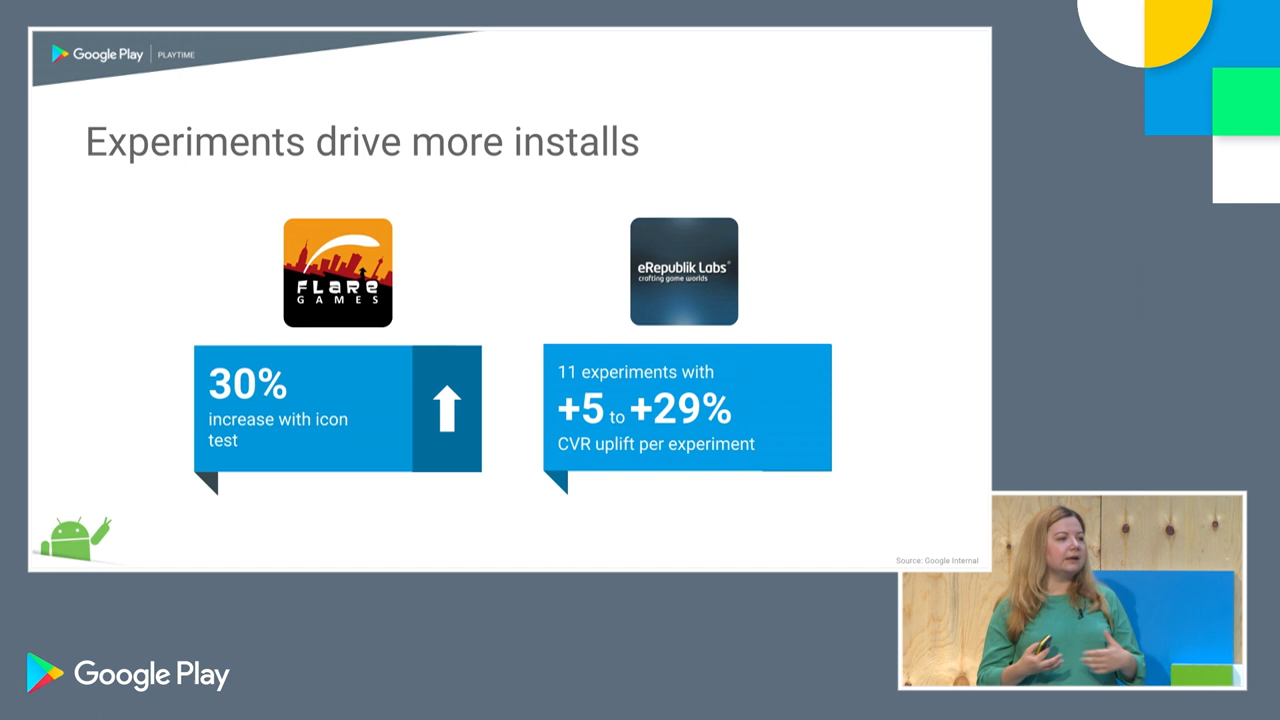 Google Play | PLAYTIME
Experiments drive more installs
FLARE
GAMES
eRepublik Labs®
crafting game worlds
30%
increase with icon
test
11 experiments with
+5 to +29%
CVR uplift per experiment
Source: Google Internal
Google Play